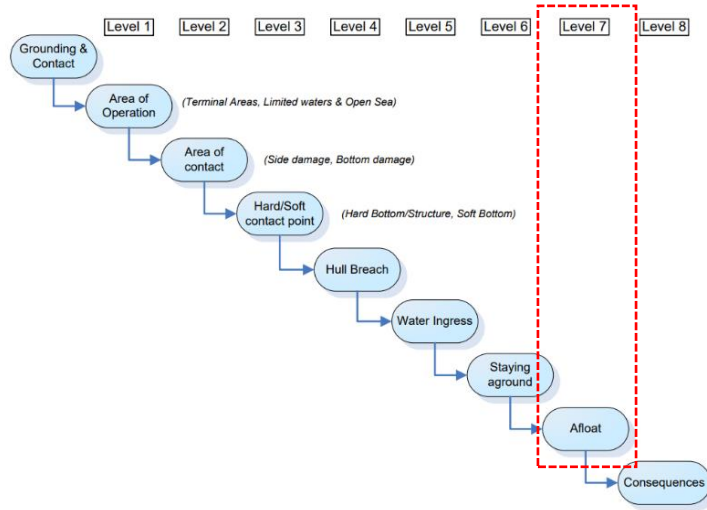 Level 1 Level 2 Level 3 Level 4 Level 5 Level 6 Level 7 Level 8
Grounding &
Contact
Area of
Operation
(Terminal Areas, Limited waters & Open Sea)
Area of
contact
(Side damage, Bottom damage)
Hard/Soft
contact point
(Hard Bottom/Structure, Soft Bottom)
Hull Breach
Water Ingress
Staying
aground
Afloat
Consequences